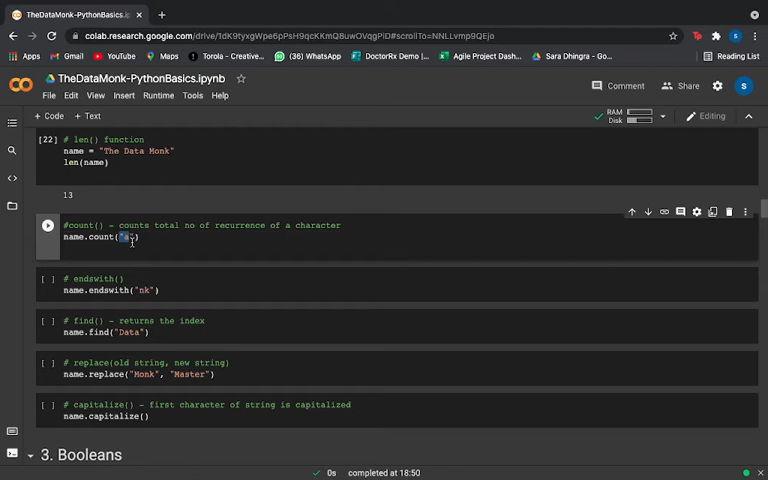 TheDataMonk-PythonBasics.ipynb
colab.research.google.com/drive/1dK9tyxgWpe6pPsH9qcKKmQ8uwOVqgPlD#scrollTo=NNLLvmp9QEjo
Apps Gmail YouTube Maps Torola - Creative... (36) WhatsApp DoctorRx Demo |... Agile Project Dash... Sara Dhingra - Go... Reading List
TheDataMonk-PythonBasics.ipynb
Comment Share S
File Edit View Insert Runtime Tools Help
+ Code + Text RAM Disk Editing
[22] # len() function
name = "The Data Monk"
len(name)
13
#count() - counts total no of recurrence of a character
name.count("a")
[ ] # endswith()
name.endswith("nk")
[ ] # find() - returns the index
name.find("Data")
[ ] # replace(old string, new string)
name.replace("Monk", "Master")
[ ] # capitalize() - first character of string is capitalized
name.capitalize()
3. Booleans
0s completed at 18:50